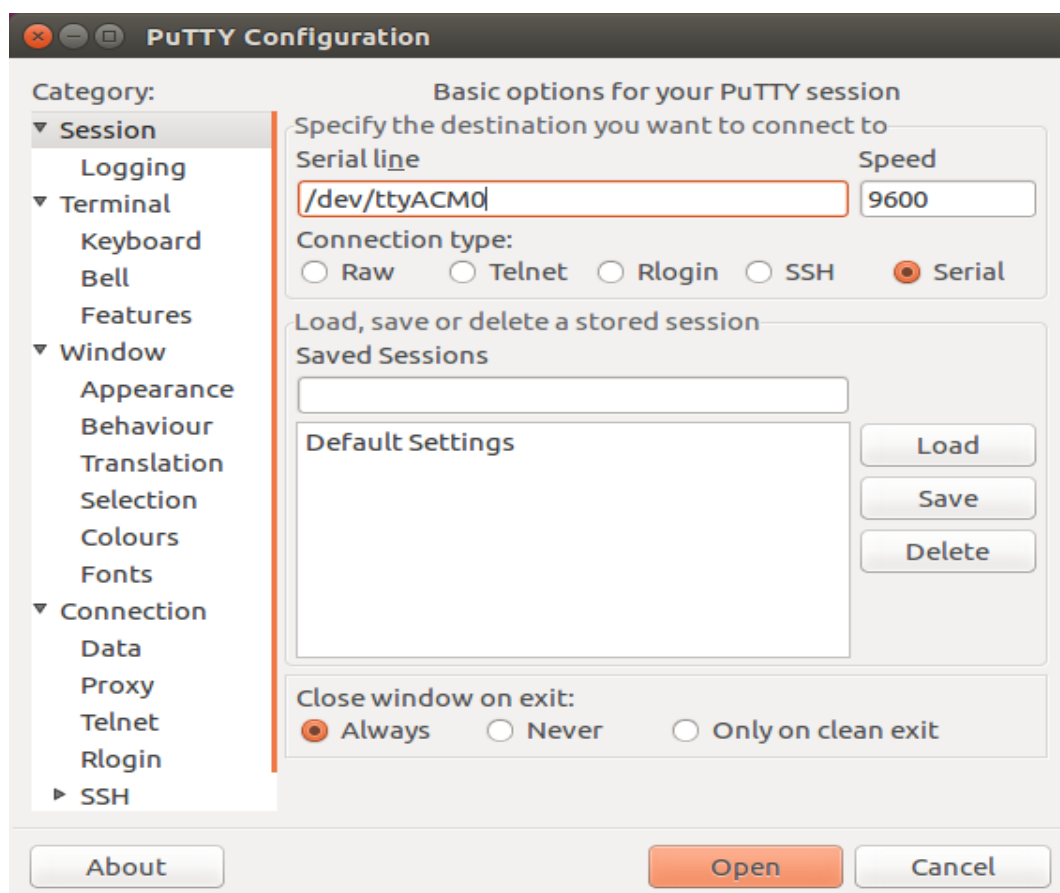 PuTTY Configuration
Category:
Session
Logging
Terminal
Keyboard
Bell
Features
Window
Appearance
Behaviour
Translation
Selection
Colours
Fonts
Connection
Data
Proxy
Telnet
Rlogin
SSH
Basic options for your PuTTY session
Specify the destination you want to connect to
Serial line Speed
/dev/ttyACM0 9600
Connection type:
Raw Telnet Rlogin SSH Serial
Load, save or delete a stored session
Saved Sessions
Default Settings
Load
Save
Delete
Close window on exit:
Always Never Only on clean exit
About Open Cancel